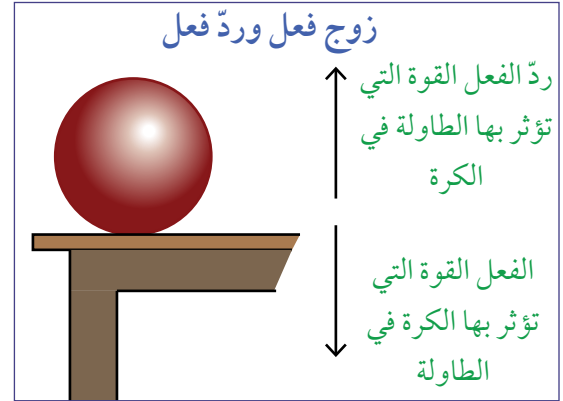 زوج فعل وردّ فعل
ردّ الفعل القوة التي
تؤثر بها الطاولة في
الكرة
الفعل القوة التي
تؤثر بها الكرة في
الطاولة